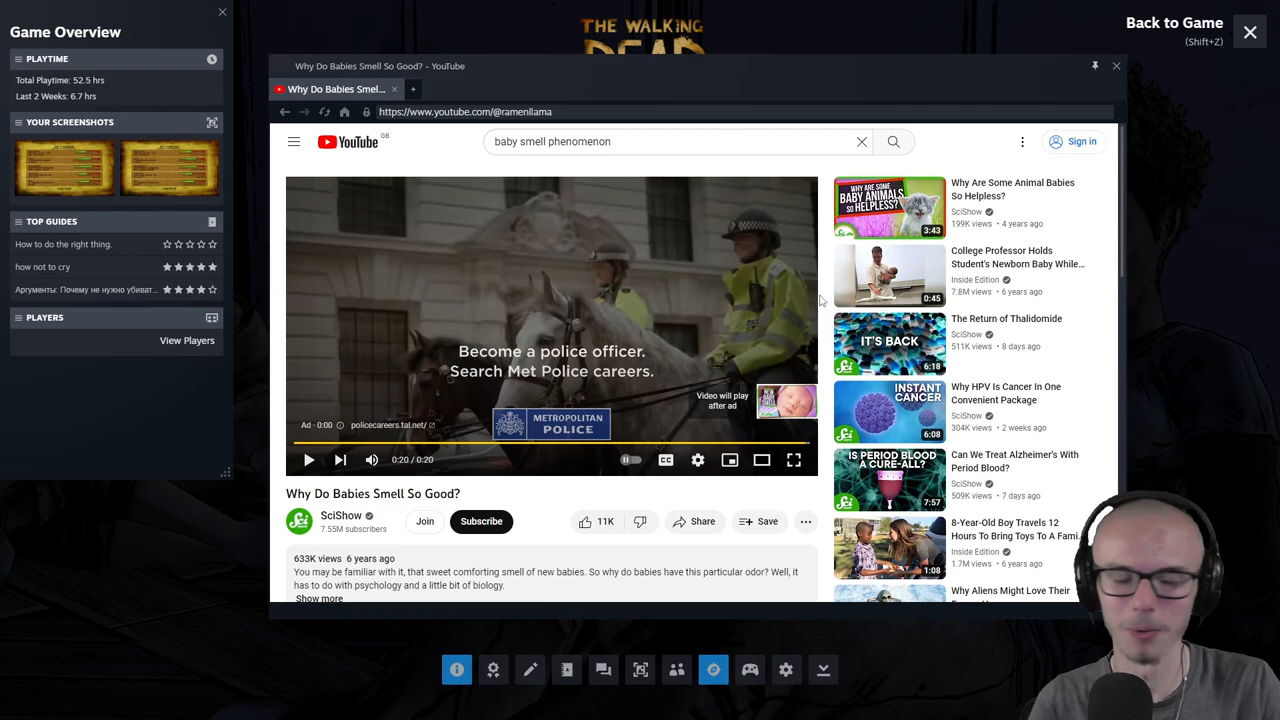 Game Overview
PLAYTIME
Total Playtime: 52.5 hrs
Last 2 Weeks: 6.7 hrs
YOUR SCREENSHOTS
TOP GUIDES
How to do the right thing.
how not to cry
Аргументы: Почему не нужно убиват...
PLAYERS
View Players
THE WALKING
DEAD
Back to Game
(Shift+Z)
Why Do Babies Smell So Good? - YouTube
Why Do Babies Smel...
https://www.youtube.com/@ramenllama
YouTube GB
baby smell phenomenon
Sign in
Become a police officer.
Search Met Police careers.
Video will play
after ad
METROPOLITAN
POLICE
Ad · 0:00 policecareers.tal.net/
0:20 / 0:20
CC
Why Do Babies Smell So Good?
SciShow
7.55M subscribers
Join
Subscribe
11K
Share
Save
633K views 6 years ago
You may be familiar with it, that sweet comforting smell of new babies. So why do babies have this particular odor? Well, it
has to do with psychology and a little bit of biology.
Show more
WHY ARE SOME
BABY ANIMALS
SO HELPLESS?
3:43
Why Are Some Animal Babies
So Helpless?
SciShow
199K views • 4 years ago
0:45
College Professor Holds
Student's Newborn Baby While...
Inside Edition
7.8M views • 6 years ago
IT'S BACK
6:18
The Return of Thalidomide
SciShow
511K views • 8 days ago
INSTANT
CANCER
6:08
Why HPV Is Cancer In One
Convenient Package
SciShow
304K views • 2 weeks ago
IS PERIOD BLOOD
A CURE-ALL?
7:57
Can We Treat Alzheimer's With
Period Blood?
SciShow
509K views • 7 days ago
1:08
8-Year-Old Boy Travels 12
Hours To Bring Toys To A Fami...
Inside Edition
1.7M views • 6 years ago
Why Aliens Might Love Their